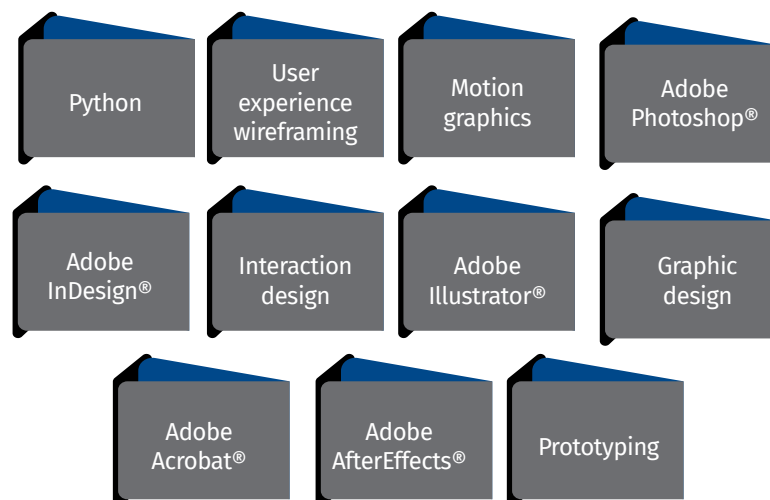 Python
User
experience
wireframing
Motion
graphics
Adobe
Photoshop®
Adobe
InDesign®
Interaction
design
Adobe
Illustrator®
Graphic
design
Adobe
Acrobat®
Adobe
AfterEffects®
Prototyping